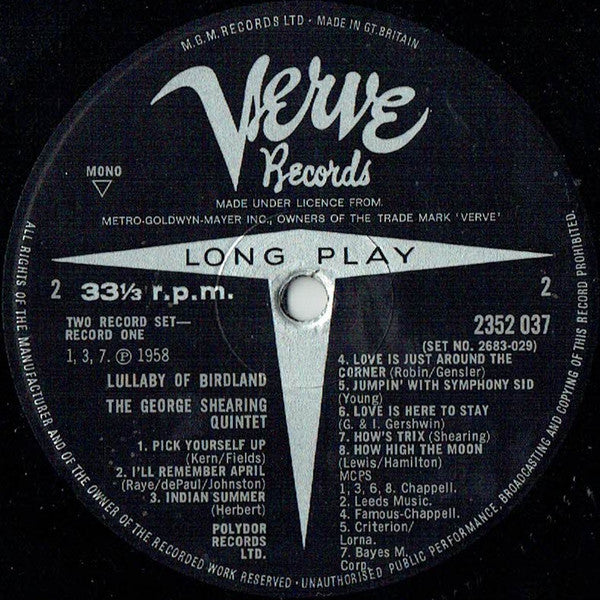 M.G.M. RECORDS LTD · MADE IN GT. BRITAIN
Verve
Records
MONO
MADE UNDER LICENCE FROM
METRO-GOLDWYN-MAYER INC., OWNERS OF THE TRADE MARK 'VERVE'
LONG PLAY
2 33⅓ r.p.m.
2
TWO RECORD SET—
RECORD ONE
1, 3, 7. ℗ 1958
LULLABY OF BIRDLAND
THE GEORGE SHEARING
QUINTET
1. PICK YOURSELF UP
(Kern/Fields)
2. I'LL REMEMBER APRIL
(Raye/dePaul/Johnston)
3. INDIAN SUMMER
(Herbert)
POLYDOR
RECORDS
LTD.
2352 037
(SET NO. 2683-029)
4. LOVE IS JUST AROUND THE
CORNER (Robin/Gensler)
5. JUMPIN' WITH SYMPHONY SID
(Young)
6. LOVE IS HERE TO STAY
(G. & I. Gershwin)
7. HOW'S TRIX (Shearing)
8. HOW HIGH THE MOON
(Lewis/Hamilton)
MCPS
1, 3, 6, 8. Chappell.
2. Leeds Music.
4. Famous-Chappell.
5. Criterion/
Lorna.
7. Bayes M.
Corp.
ALL RIGHTS OF THE MANUFACTURER AND OF THE OWNER OF THE RECORDED WORK RESERVED · UNAUTHORISED PUBLIC PERFORMANCE, BROADCASTING AND COPYING OF THIS RECORD PROHIBITED.